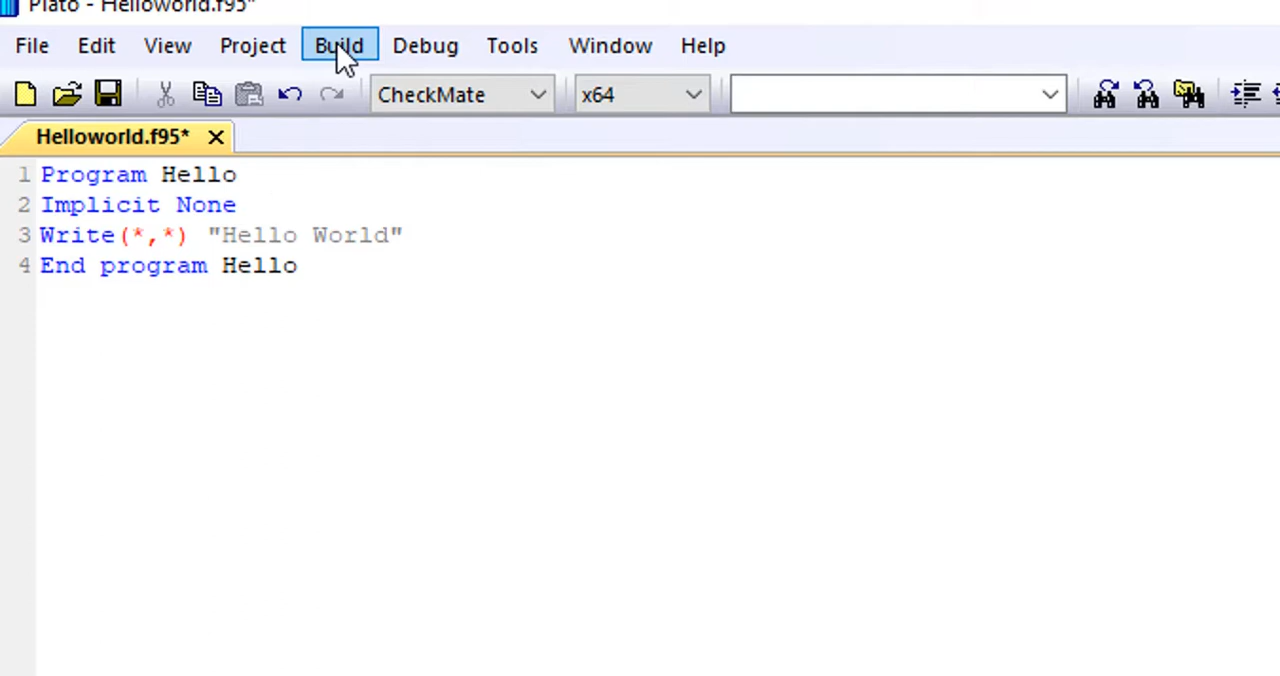 Plato - Helloworld.f95*
File Edit View Project Build Debug Tools Window Help
CheckMate x64
Helloworld.f95*
1 Program Hello
2 Implicit None
3 Write(*,*) "Hello World"
4 End program Hello